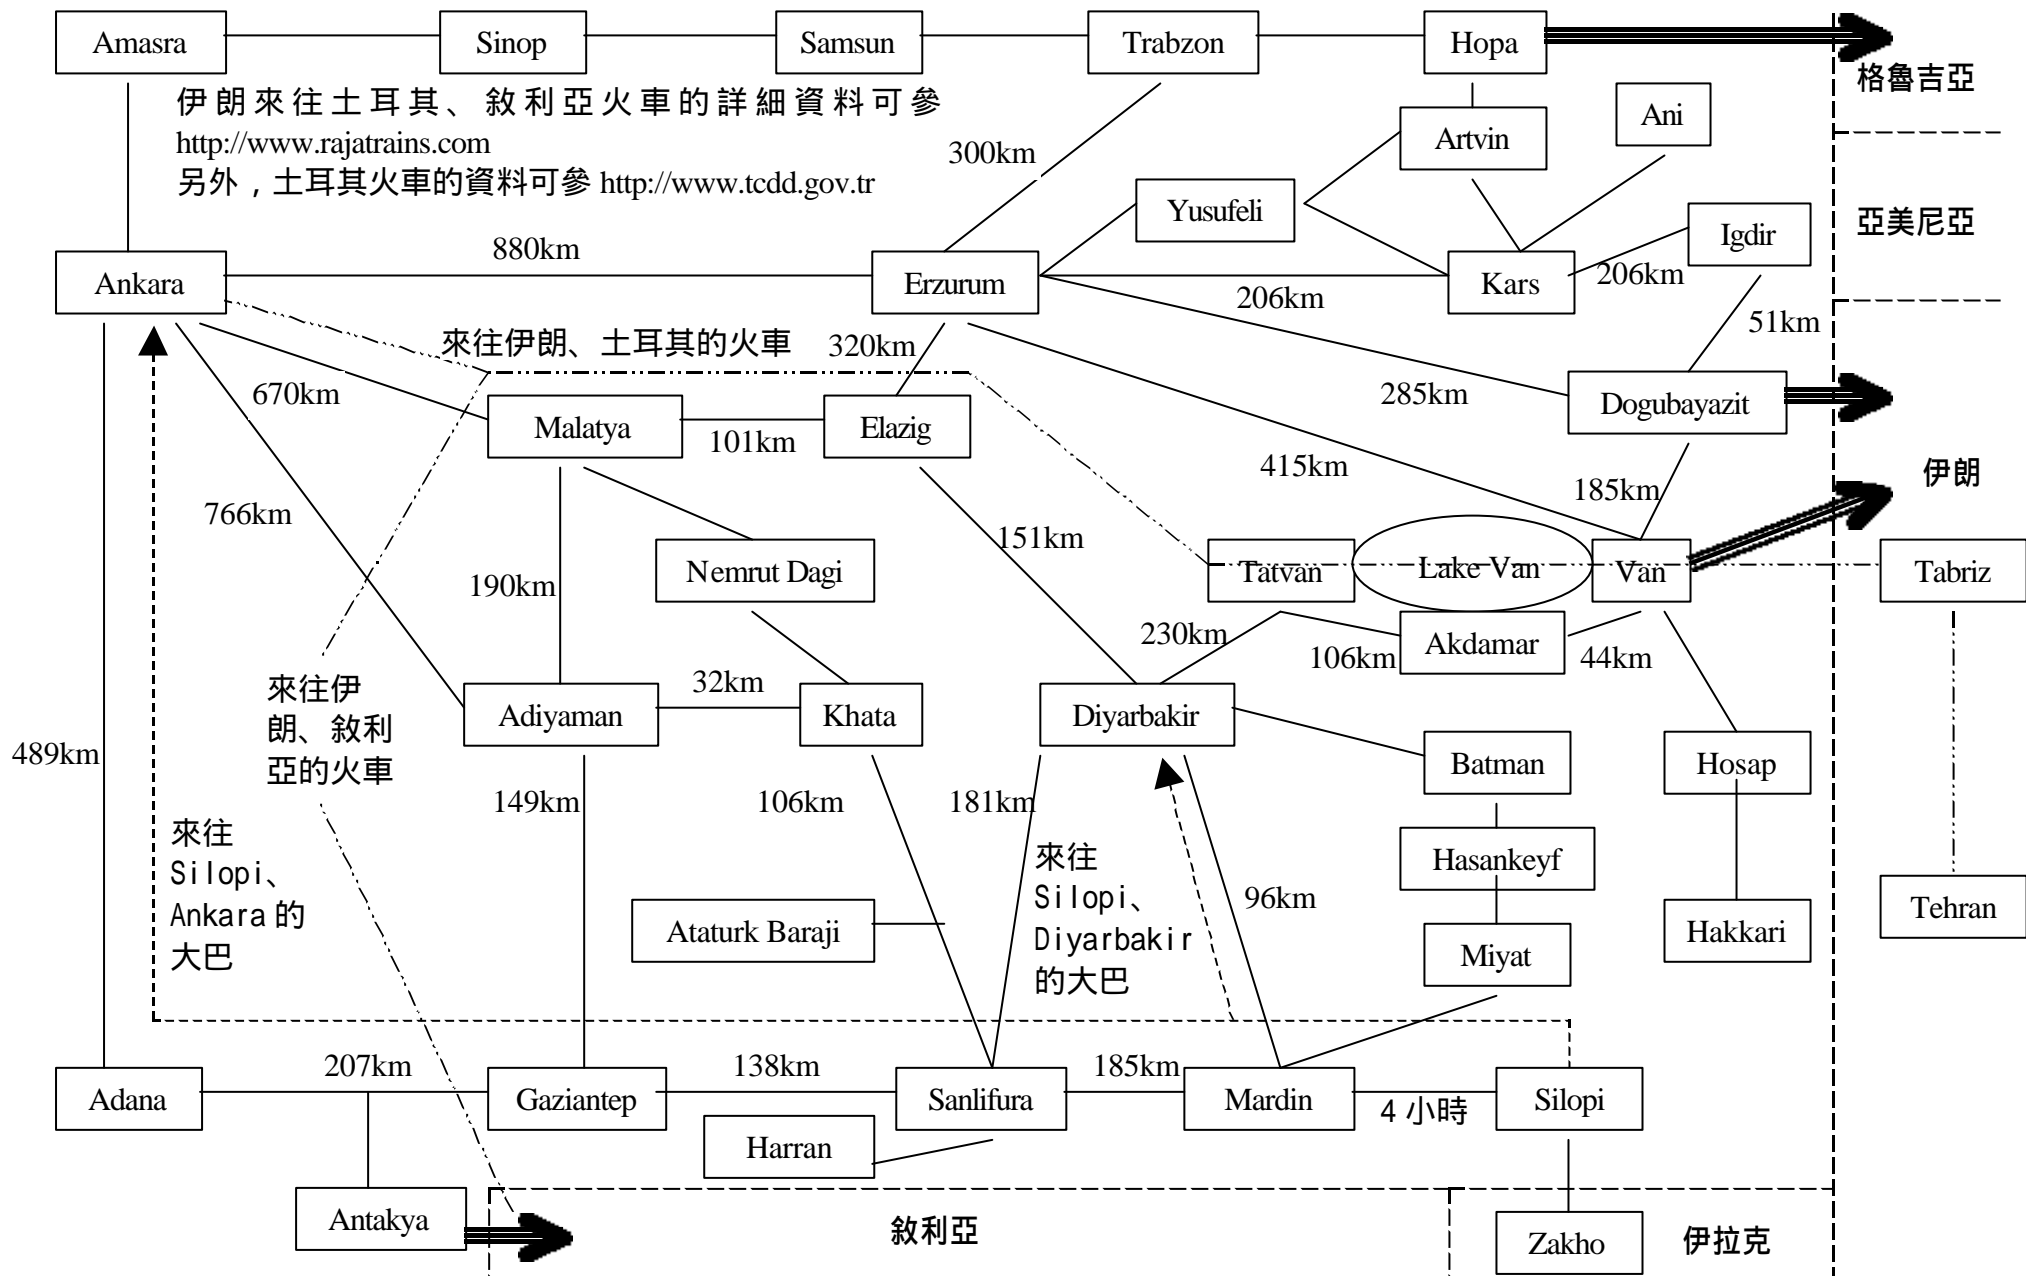 Amasra
Sinop
Samsun
Trabzon
Hopa
格魯吉亞
伊朗來往土耳其、敘利亞火車的詳細資料可參
http://www.rajatrains.com
另外，土耳其火車的資料可參 http://www.tcdd.gov.tr
300km
Artvin
Ani
Yusufeli
Igdir
亞美尼亞
Ankara
880km
Erzurum
206km
Kars
206km
51km
來往伊朗、土耳其的火車
320km
670km
285km
Dogubayazit
Malatya
101km
Elazig
415km
185km
伊朗
766km
151km
190km
Nemrut Dagi
Tatvan
Lake Van
Van
Tabriz
230km
106km
Akdamar
44km
來往伊
朗、敘利
亞的火車
Adiyaman
32km
Khata
Diyarbakir
489km
Batman
Hosap
149km
106km
181km
來往
Silopi、
Ankara 的
大巴
來往
Silopi、
Diyarbakir
的大巴
96km
Hasankeyf
Ataturk Baraji
Miyat
Hakkari
Tehran
Adana
207km
Gaziantep
138km
Sanlifura
185km
Mardin
4 小時
Silopi
Harran
Antakya
敘利亞
Zakho
伊拉克